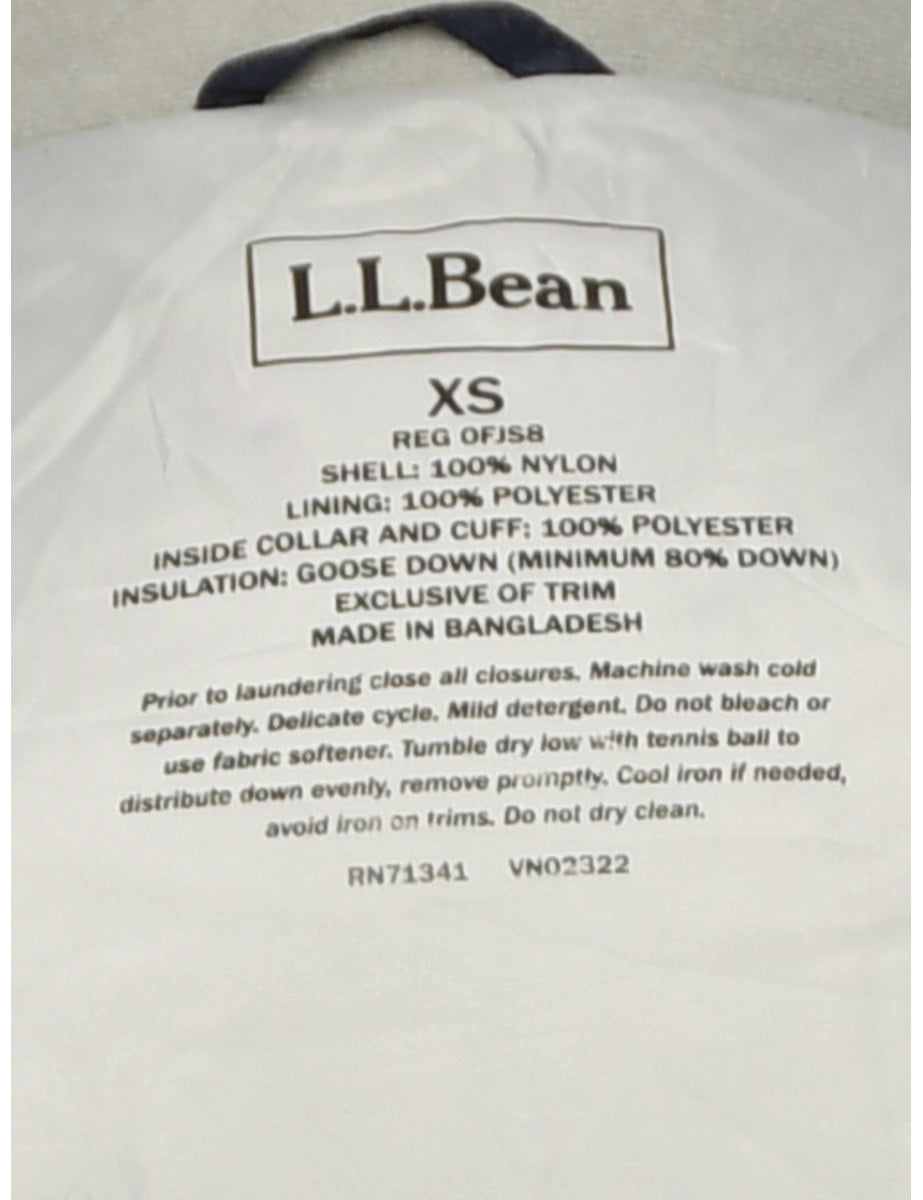 L.L.Bean
XS
REG OFJS8
SHELL: 100% NYLON
LINING: 100% POLYESTER
INSIDE COLLAR AND CUFF: 100% POLYESTER
INSULATION: GOOSE DOWN (MINIMUM 80% DOWN)
EXCLUSIVE OF TRIM
MADE IN BANGLADESH
Prior to laundering close all closures. Machine wash cold
separately. Delicate cycle. Mild detergent. Do not bleach or
use fabric softener. Tumble dry low with tennis ball to
distribute down evenly, remove promptly. Cool iron if needed,
avoid iron on trims. Do not dry clean.
RN71341 VN02322